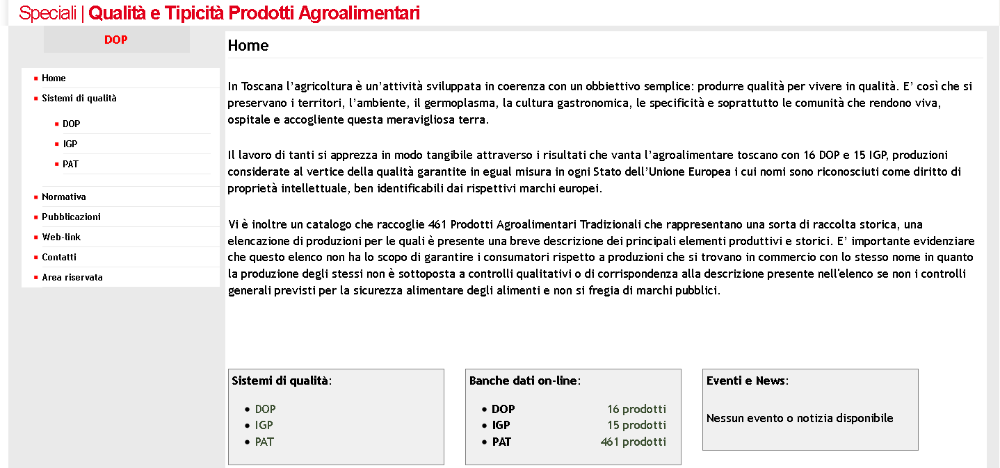 Speciali | Qualità e Tipicità Prodotti Agroalimentari
DOP
Home
Sistemi di qualità
DOP
IGP
PAT
Normativa
Pubblicazioni
Web-link
Contatti
Area riservata
Home
In Toscana l’agricoltura è un’attività sviluppata in coerenza con un obbiettivo semplice: produrre qualità per vivere in qualità. E’ così che si
preservano i territori, l’ambiente, il germoplasma, la cultura gastronomica, le specificità e soprattutto le comunità che rendono viva,
ospitale e accogliente questa meravigliosa terra.
Il lavoro di tanti si apprezza in modo tangibile attraverso i risultati che vanta l’agroalimentare toscano con 16 DOP e 15 IGP, produzioni
considerate al vertice della qualità garantite in egual misura in ogni Stato dell’Unione Europea i cui nomi sono riconosciuti come diritto di
proprietà intellettuale, ben identificabili dai rispettivi marchi europei.
Vi è inoltre un catalogo che raccoglie 461 Prodotti Agroalimentari Tradizionali che rappresentano una sorta di raccolta storica, una
elencazione di produzioni per le quali è presente una breve descrizione dei principali elementi produttivi e storici. E’ importante evidenziare
che questo elenco non ha lo scopo di garantire i consumatori rispetto a produzioni che si trovano in commercio con lo stesso nome in quanto
la produzione degli stessi non è sottoposta a controlli qualitativi o di corrispondenza alla descrizione presente nell'elenco se non i controlli
generali previsti per la sicurezza alimentare degli alimenti e non si fregia di marchi pubblici.
Sistemi di qualità:
• DOP
• IGP
• PAT
Banche dati on-line:
• DOP 16 prodotti
• IGP 15 prodotti
• PAT 461 prodotti
Eventi e News:
Nessun evento o notizia disponibile